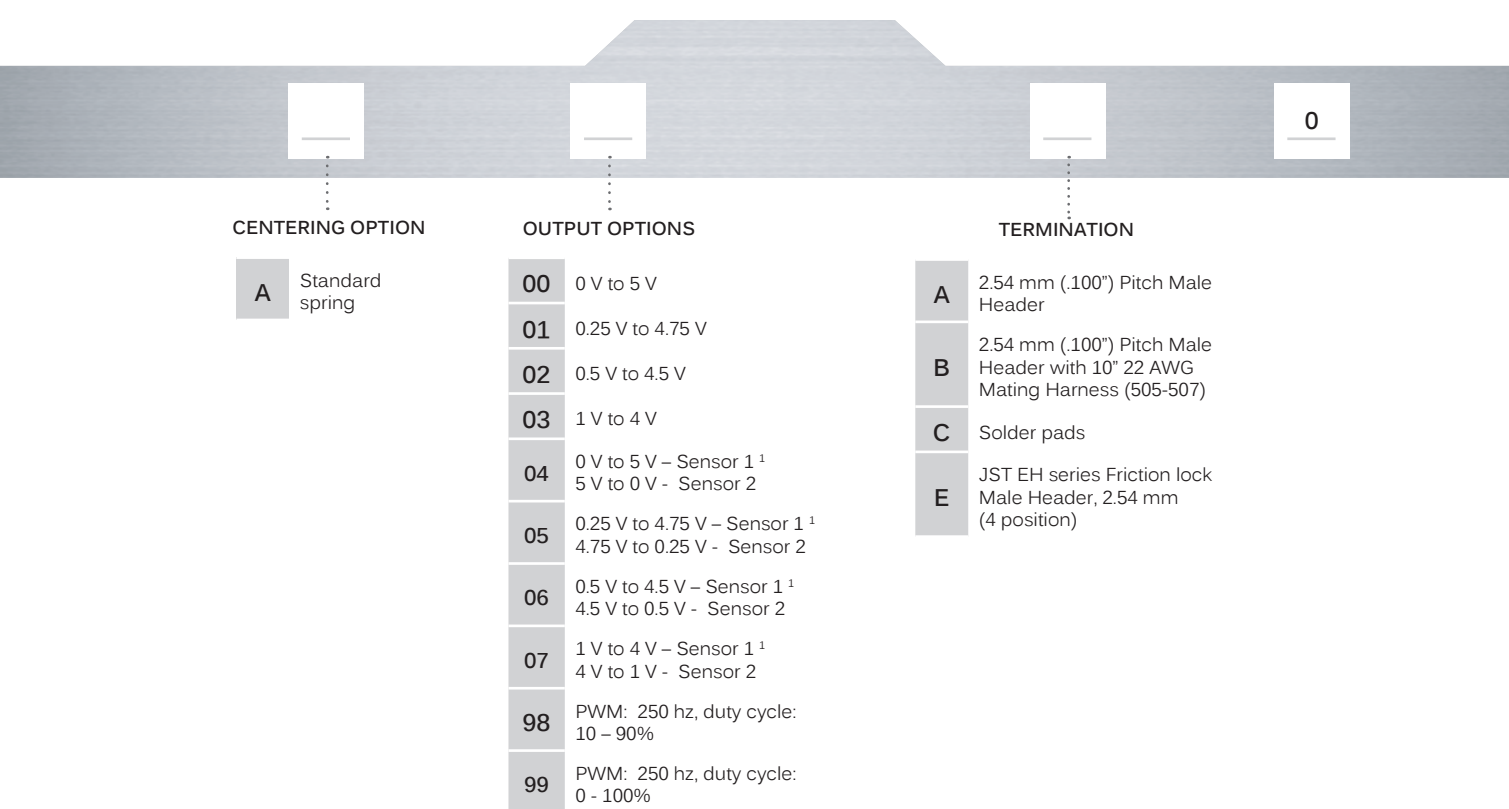 0
CENTERING OPTION
A
Standard
spring
OUTPUT OPTIONS
00
0 V to 5 V
01
0.25 V to 4.75 V
02
0.5 V to 4.5 V
03
1 V to 4 V
04
0 V to 5 V – Sensor 1 ¹
5 V to 0 V - Sensor 2
05
0.25 V to 4.75 V – Sensor 1 ¹
4.75 V to 0.25 V - Sensor 2
06
0.5 V to 4.5 V – Sensor 1 ¹
4.5 V to 0.5 V - Sensor 2
07
1 V to 4 V – Sensor 1 ¹
4 V to 1 V - Sensor 2
98
PWM: 250 hz, duty cycle:
10 – 90%
99
PWM: 250 hz, duty cycle:
0 - 100%
TERMINATION
A
2.54 mm (.100”) Pitch Male
Header
B
2.54 mm (.100”) Pitch Male
Header with 10” 22 AWG
Mating Harness (505-507)
C
Solder pads
E
JST EH series Friction lock
Male Header, 2.54 mm
(4 position)